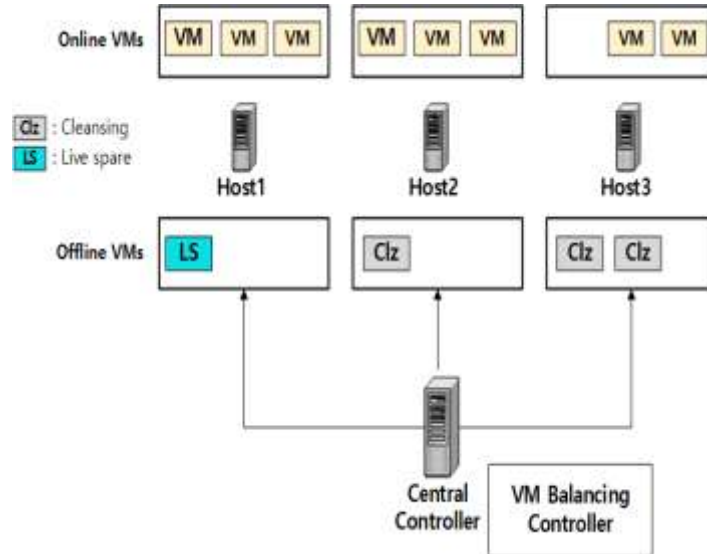 Online VMs
VM VM VM
VM VM VM
VM VM
Clz : Cleansing
LS : Live spare
Host1
Host2
Host3
Offline VMs
LS
Clz
Clz Clz
Central
Controller
VM Balancing
Controller